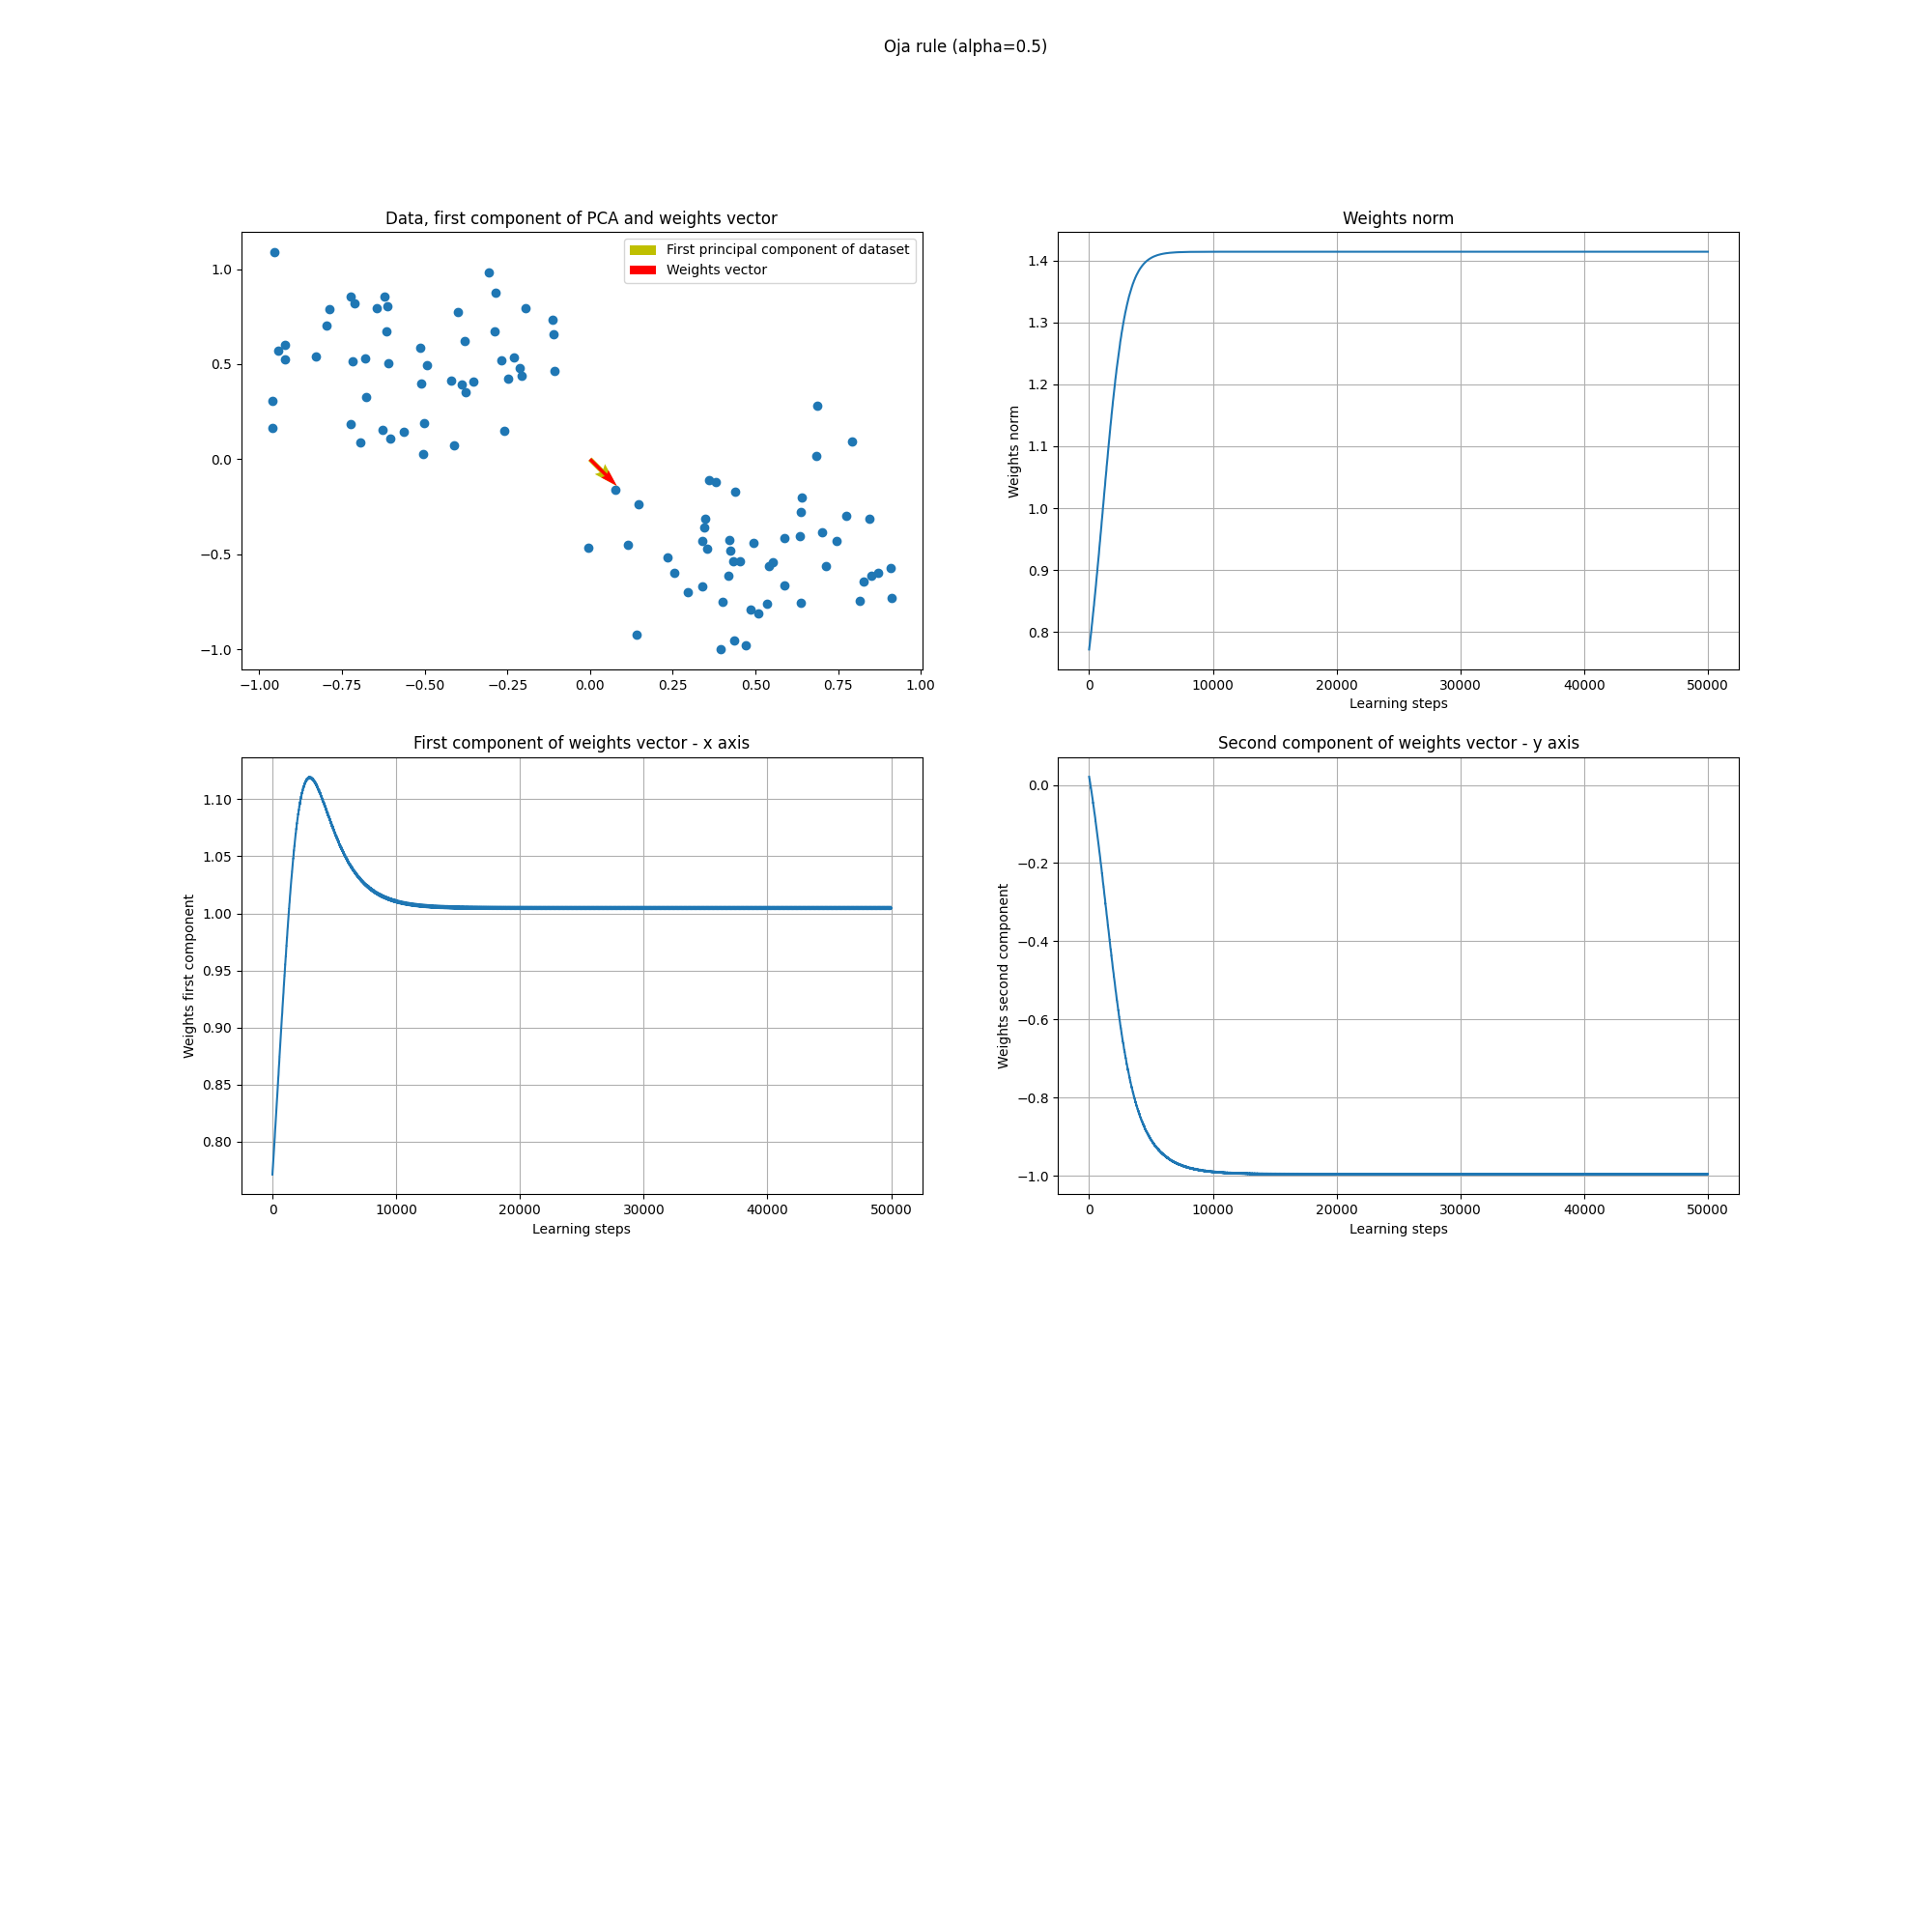 Oja rule (alpha=0.5)
Data, first component of PCA and weights vector
First principal component of dataset
Weights vector
1.0
0.5
0.0
−0.5
−1.0
−1.00 −0.75 −0.50 −0.25 0.00 0.25 0.50 0.75 1.00
Weights norm
Weights norm
1.4
1.3
1.2
1.1
1.0
0.9
0.8
0 10000 20000 30000 40000 50000
Learning steps
First component of weights vector - x axis
Weights first component
1.10
1.05
1.00
0.95
0.90
0.85
0.80
0 10000 20000 30000 40000 50000
Learning steps
Second component of weights vector - y axis
Weights second component
0.0
−0.2
−0.4
−0.6
−0.8
−1.0
0 10000 20000 30000 40000 50000
Learning steps